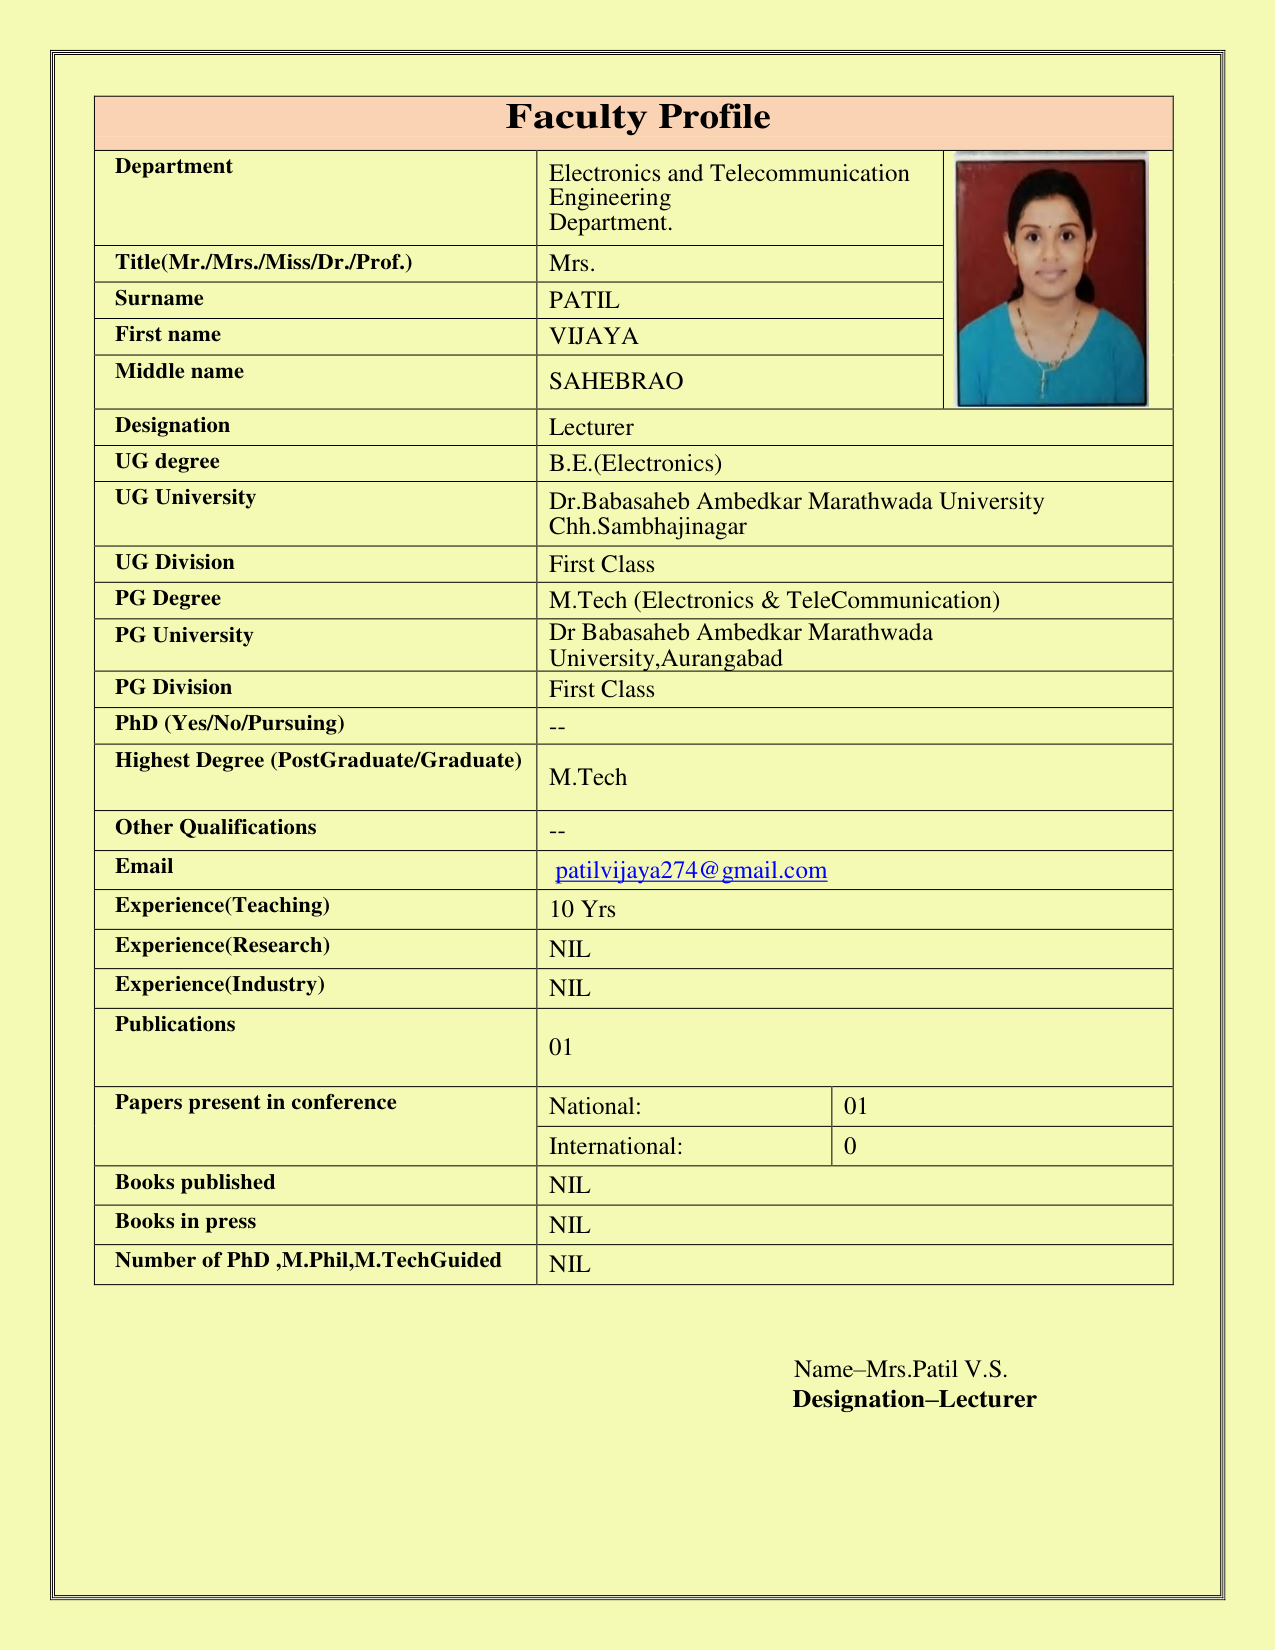 Faculty Profile
Department
Electronics and Telecommunication
Engineering
Department.
Title(Mr./Mrs./Miss/Dr./Prof.)
Mrs.
Surname
PATIL
First name
VIJAYA
Middle name
SAHEBRAO
Designation
Lecturer
UG degree
B.E.(Electronics)
UG University
Dr.Babasaheb Ambedkar Marathwada University
Chh.Sambhajinagar
UG Division
First Class
PG Degree
M.Tech (Electronics & TeleCommunication)
PG University
Dr Babasaheb Ambedkar Marathwada
University,Aurangabad
PG Division
First Class
PhD (Yes/No/Pursuing)
--
Highest Degree (PostGraduate/Graduate)
M.Tech
Other Qualifications
--
Email
patilvijaya274@gmail.com
Experience(Teaching)
10 Yrs
Experience(Research)
NIL
Experience(Industry)
NIL
Publications
01
Papers present in conference
National:
01
International:
0
Books published
NIL
Books in press
NIL
Number of PhD ,M.Phil,M.TechGuided
NIL
Name–Mrs.Patil V.S.
Designation–Lecturer